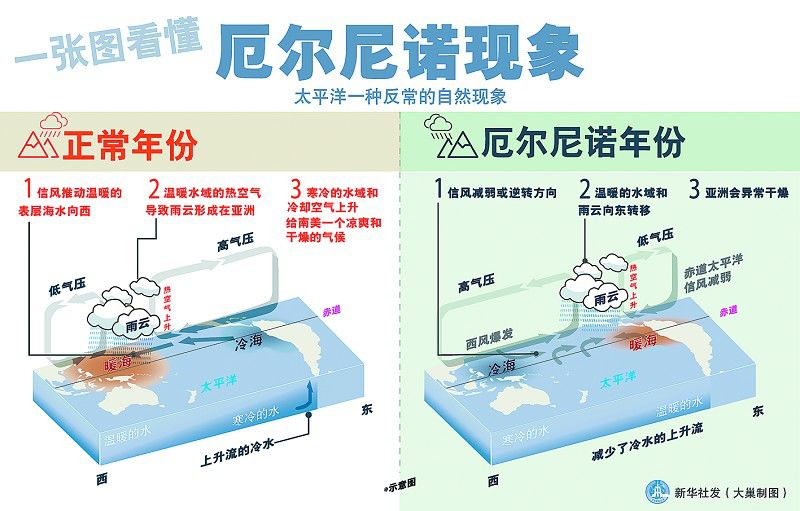 一张图看懂
厄尔尼诺现象
太平洋一种反常的自然现象
正常年份
1 信风推动温暖的
表层海水向西
2 温暖水域的热空气
导致雨云形成在亚洲
3 寒冷的水域和
冷却空气上升
给南美一个凉爽和
干燥的气候
低气压
高气压
热空气上升
雨云
赤道
暖海
冷海
太平洋
温暖的水
寒冷的水
上升流的冷水
东
西
*示意图
厄尔尼诺年份
1 信风减弱或逆转方向
2 温暖的水域和
雨云向东转移
3 亚洲会异常干燥
高气压
低气压
热空气上升
雨云
赤道太平洋
信风减弱
西风爆发
赤道
冷海
暖海
太平洋
寒冷的水
温暖的水
减少了冷水的上升流
东
西
新华社发（大巢制图）